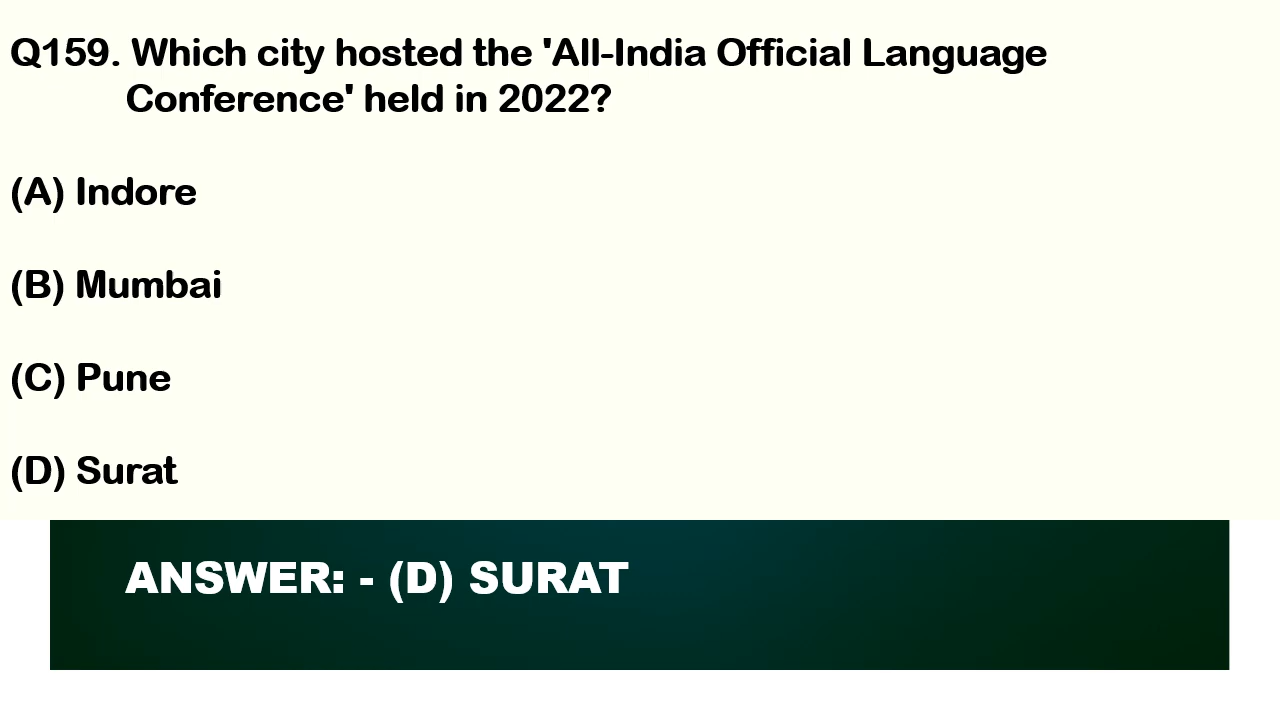 Q159. Which city hosted the 'All-India Official Language
Conference' held in 2022?
(A) Indore
(B) Mumbai
(C) Pune
(D) Surat
ANSWER: - (D) SURAT